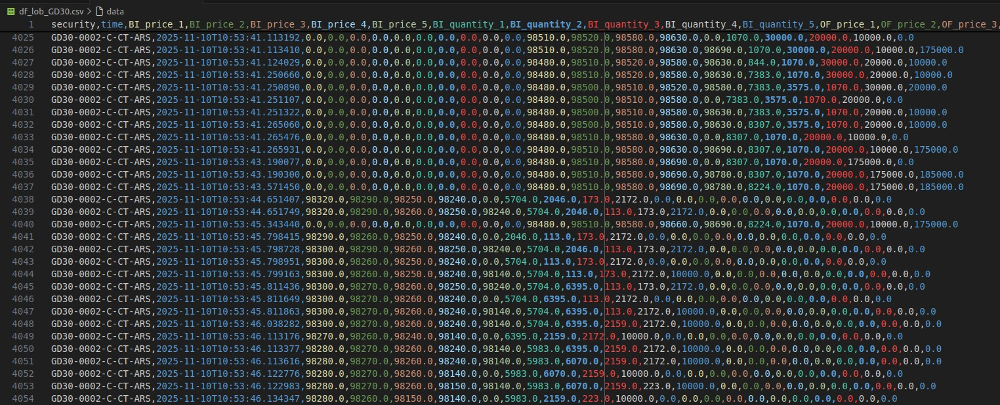 df_lob_GD30.csv > data
1 security,time,BI_price_1,BI_price_2,BI_price_3,BI_price_4,BI_price_5,BI_quantity_1,BI_quantity_2,BI_quantity_3,BI_quantity_4,BI_quantity_5,OF_price_1,OF_price_2,OF_price_3,
4025 GD30-0002-C-CT-ARS,2025-11-10T10:53:41.113192,0.0,0.0,0.0,0.0,0.0,0.0,0.0,0.0,0.0,0.0,98510.0,98520.0,98580.0,98630.0,0.0,1070.0,30000.0,20000.0,10000.0,0.0
4026 GD30-0002-C-CT-ARS,2025-11-10T10:53:41.113410,0.0,0.0,0.0,0.0,0.0,0.0,0.0,0.0,0.0,0.0,98510.0,98520.0,98580.0,98630.0,98690.0,1070.0,30000.0,20000.0,10000.0,175000.0
4027 GD30-0002-C-CT-ARS,2025-11-10T10:53:41.124029,0.0,0.0,0.0,0.0,0.0,0.0,0.0,0.0,0.0,0.0,98480.0,98510.0,98520.0,98580.0,98630.0,844.0,1070.0,30000.0,20000.0,10000.0
4028 GD30-0002-C-CT-ARS,2025-11-10T10:53:41.250660,0.0,0.0,0.0,0.0,0.0,0.0,0.0,0.0,0.0,0.0,98480.0,98510.0,98520.0,98580.0,98630.0,7383.0,1070.0,30000.0,20000.0,10000.0
4029 GD30-0002-C-CT-ARS,2025-11-10T10:53:41.250890,0.0,0.0,0.0,0.0,0.0,0.0,0.0,0.0,0.0,0.0,98480.0,98500.0,98510.0,98520.0,98580.0,7383.0,3575.0,1070.0,30000.0,20000.0
4030 GD30-0002-C-CT-ARS,2025-11-10T10:53:41.251107,0.0,0.0,0.0,0.0,0.0,0.0,0.0,0.0,0.0,0.0,98480.0,98500.0,98510.0,98580.0,0.0,7383.0,3575.0,1070.0,20000.0,0.0
4031 GD30-0002-C-CT-ARS,2025-11-10T10:53:41.251322,0.0,0.0,0.0,0.0,0.0,0.0,0.0,0.0,0.0,0.0,98480.0,98500.0,98510.0,98580.0,98630.0,7383.0,3575.0,1070.0,20000.0,10000.0
4032 GD30-0002-C-CT-ARS,2025-11-10T10:53:41.265060,0.0,0.0,0.0,0.0,0.0,0.0,0.0,0.0,0.0,0.0,98480.0,98500.0,98510.0,98580.0,98630.0,8307.0,3575.0,1070.0,20000.0,10000.0
4033 GD30-0002-C-CT-ARS,2025-11-10T10:53:41.265476,0.0,0.0,0.0,0.0,0.0,0.0,0.0,0.0,0.0,0.0,98480.0,98510.0,98580.0,98630.0,0.0,8307.0,1070.0,20000.0,10000.0,0.0
4034 GD30-0002-C-CT-ARS,2025-11-10T10:53:41.265931,0.0,0.0,0.0,0.0,0.0,0.0,0.0,0.0,0.0,0.0,98480.0,98510.0,98580.0,98630.0,98690.0,8307.0,1070.0,20000.0,10000.0,175000.0
4035 GD30-0002-C-CT-ARS,2025-11-10T10:53:43.190077,0.0,0.0,0.0,0.0,0.0,0.0,0.0,0.0,0.0,0.0,98480.0,98510.0,98580.0,98690.0,0.0,8307.0,1070.0,20000.0,175000.0,0.0
4036 GD30-0002-C-CT-ARS,2025-11-10T10:53:43.190300,0.0,0.0,0.0,0.0,0.0,0.0,0.0,0.0,0.0,0.0,98480.0,98510.0,98580.0,98690.0,98780.0,8307.0,1070.0,20000.0,175000.0,185000.0
4037 GD30-0002-C-CT-ARS,2025-11-10T10:53:43.571450,0.0,0.0,0.0,0.0,0.0,0.0,0.0,0.0,0.0,0.0,98480.0,98510.0,98580.0,98690.0,98780.0,8224.0,1070.0,20000.0,175000.0,185000.0
4038 GD30-0002-C-CT-ARS,2025-11-10T10:53:44.651407,98320.0,98290.0,98250.0,98240.0,0.0,5704.0,2046.0,173.0,2172.0,0.0,0.0,0.0,0.0,0.0,0.0,0.0,0.0,0.0,0.0,0.0
4039 GD30-0002-C-CT-ARS,2025-11-10T10:53:44.651749,98320.0,98290.0,98260.0,98250.0,98240.0,5704.0,2046.0,113.0,173.0,2172.0,0.0,0.0,0.0,0.0,0.0,0.0,0.0,0.0,0.0,0.0
4040 GD30-0002-C-CT-ARS,2025-11-10T10:53:45.343440,0.0,0.0,0.0,0.0,0.0,0.0,0.0,0.0,0.0,0.0,98480.0,98510.0,98580.0,98660.0,98690.0,8224.0,1070.0,20000.0,10000.0,175000.0
4041 GD30-0002-C-CT-ARS,2025-11-10T10:53:45.798415,98290.0,98260.0,98250.0,98240.0,0.0,2046.0,113.0,173.0,2172.0,0.0,0.0,0.0,0.0,0.0,0.0,0.0,0.0,0.0,0.0,0.0
4042 GD30-0002-C-CT-ARS,2025-11-10T10:53:45.798728,98300.0,98290.0,98260.0,98250.0,98240.0,5704.0,2046.0,113.0,173.0,2172.0,0.0,0.0,0.0,0.0,0.0,0.0,0.0,0.0,0.0,0.0
4043 GD30-0002-C-CT-ARS,2025-11-10T10:53:45.798951,98300.0,98260.0,98250.0,98240.0,0.0,5704.0,113.0,173.0,2172.0,0.0,0.0,0.0,0.0,0.0,0.0,0.0,0.0,0.0,0.0,0.0
4044 GD30-0002-C-CT-ARS,2025-11-10T10:53:45.799163,98300.0,98260.0,98250.0,98240.0,98140.0,5704.0,113.0,173.0,2172.0,10000.0,0.0,0.0,0.0,0.0,0.0,0.0,0.0,0.0,0.0,0.0
4045 GD30-0002-C-CT-ARS,2025-11-10T10:53:45.811436,98300.0,98270.0,98260.0,98250.0,98240.0,5704.0,6395.0,113.0,173.0,2172.0,0.0,0.0,0.0,0.0,0.0,0.0,0.0,0.0,0.0,0.0
4046 GD30-0002-C-CT-ARS,2025-11-10T10:53:45.811649,98300.0,98270.0,98260.0,98240.0,0.0,5704.0,6395.0,113.0,2172.0,0.0,0.0,0.0,0.0,0.0,0.0,0.0,0.0,0.0,0.0,0.0
4047 GD30-0002-C-CT-ARS,2025-11-10T10:53:45.811863,98300.0,98270.0,98260.0,98240.0,98140.0,5704.0,6395.0,113.0,2172.0,10000.0,0.0,0.0,0.0,0.0,0.0,0.0,0.0,0.0,0.0,0.0
4048 GD30-0002-C-CT-ARS,2025-11-10T10:53:46.038282,98300.0,98270.0,98260.0,98240.0,98140.0,5704.0,6395.0,2159.0,2172.0,10000.0,0.0,0.0,0.0,0.0,0.0,0.0,0.0,0.0,0.0,0.0
4049 GD30-0002-C-CT-ARS,2025-11-10T10:53:46.113176,98270.0,98260.0,98240.0,98140.0,0.0,6395.0,2159.0,2172.0,10000.0,0.0,0.0,0.0,0.0,0.0,0.0,0.0,0.0,0.0,0.0,0.0
4050 GD30-0002-C-CT-ARS,2025-11-10T10:53:46.113377,98280.0,98270.0,98260.0,98240.0,98140.0,5983.0,6395.0,2159.0,2172.0,10000.0,0.0,0.0,0.0,0.0,0.0,0.0,0.0,0.0,0.0,0.0
4051 GD30-0002-C-CT-ARS,2025-11-10T10:53:46.113616,98280.0,98270.0,98260.0,98240.0,98140.0,5983.0,6070.0,2159.0,2172.0,10000.0,0.0,0.0,0.0,0.0,0.0,0.0,0.0,0.0,0.0,0.0
4052 GD30-0002-C-CT-ARS,2025-11-10T10:53:46.122776,98280.0,98270.0,98260.0,98140.0,0.0,5983.0,6070.0,2159.0,10000.0,0.0,0.0,0.0,0.0,0.0,0.0,0.0,0.0,0.0,0.0,0.0
4053 GD30-0002-C-CT-ARS,2025-11-10T10:53:46.122983,98280.0,98270.0,98260.0,98150.0,98140.0,5983.0,6070.0,2159.0,223.0,10000.0,0.0,0.0,0.0,0.0,0.0,0.0,0.0,0.0,0.0,0.0
4054 GD30-0002-C-CT-ARS,2025-11-10T10:53:46.134347,98280.0,98260.0,98150.0,98140.0,0.0,5983.0,2159.0,223.0,10000.0,0.0,0.0,0.0,0.0,0.0,0.0,0.0,0.0,0.0,0.0,0.0